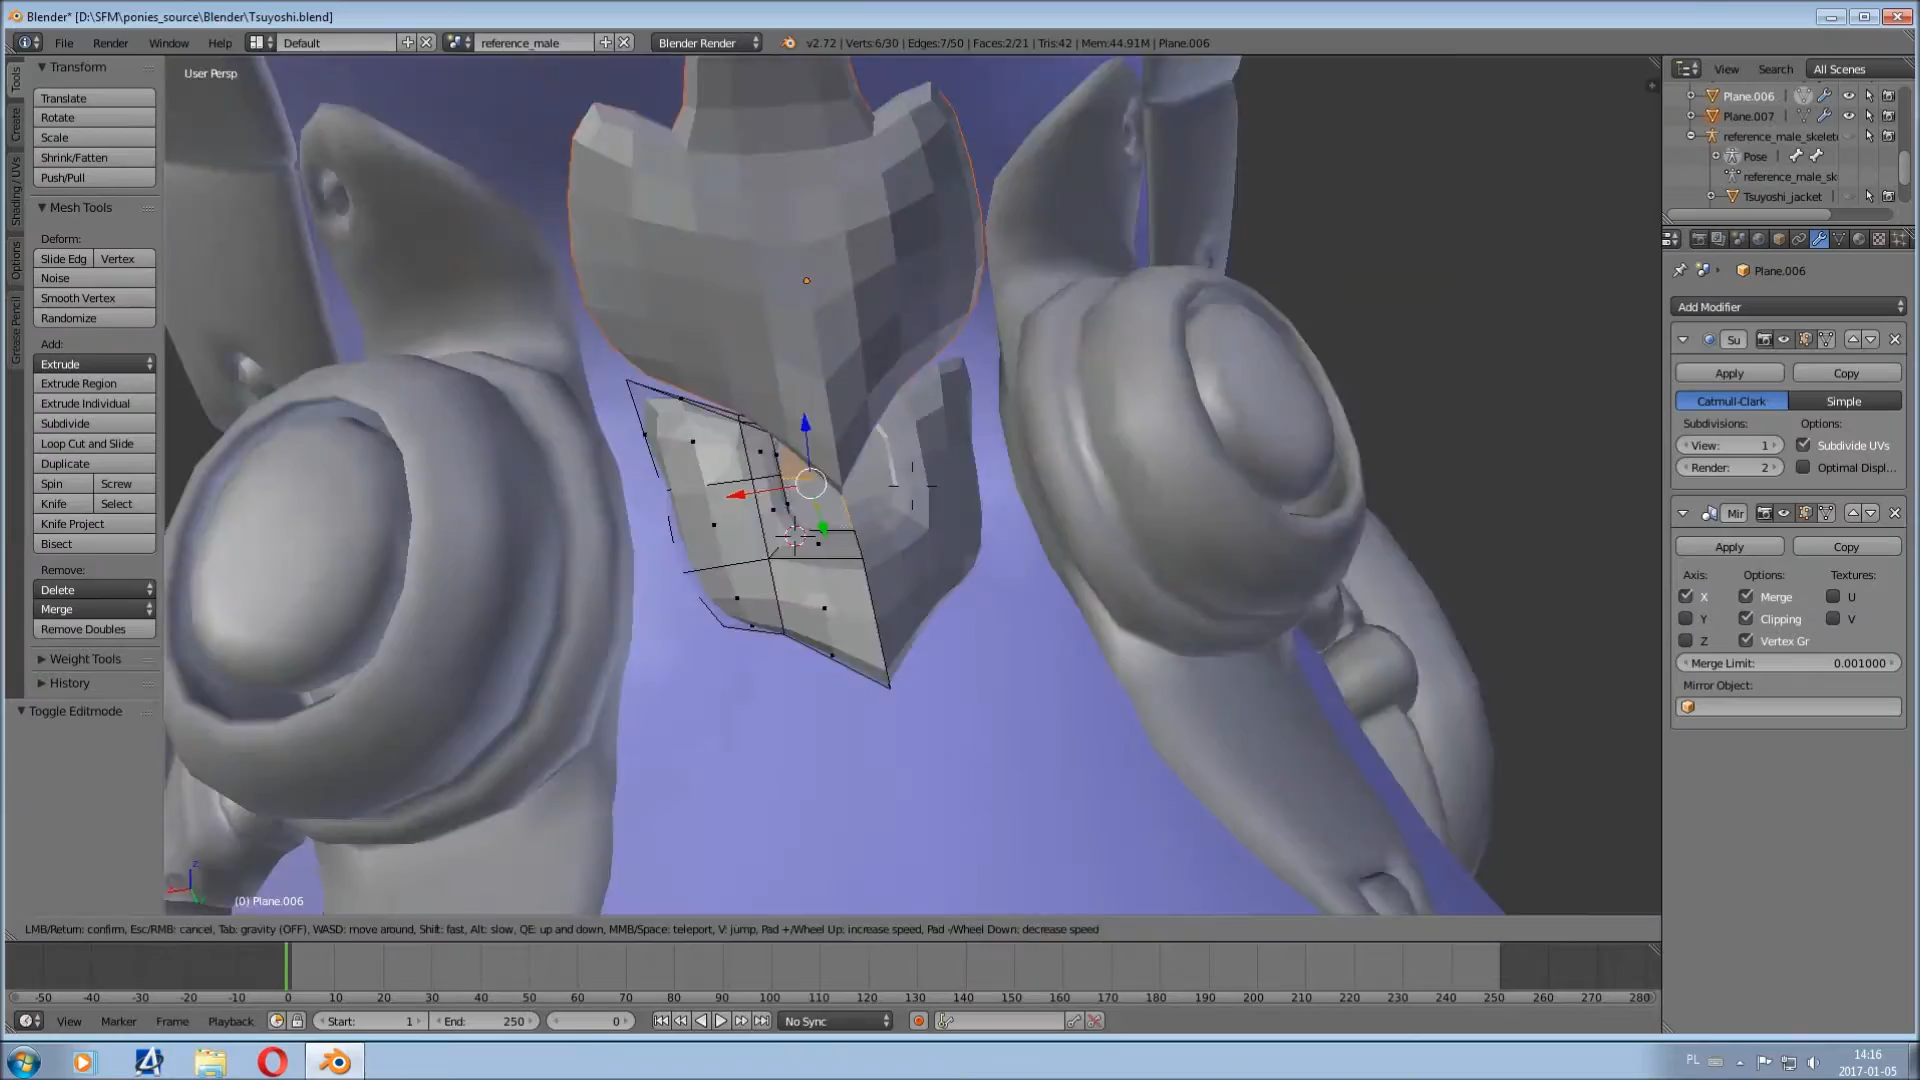 Blender* [D:\SFM\ponies_source\Blender\Tsuyoshi.blend]
File Render Window Help Default reference_male Blender Render v2.72 | Verts:6/30 | Edges:7/50 | Faces:2/21 | Tris:42 | Mem:44.91M | Plane.006
Tools
Create
Shading / UVs
Options
Grease Pencil
Transform
Translate
Rotate
Scale
Shrink/Fatten
Push/Pull
Mesh Tools
Deform:
Slide Edg Vertex
Noise
Smooth Vertex
Randomize
Add:
Extrude
Extrude Region
Extrude Individual
Subdivide
Loop Cut and Slide
Duplicate
Spin Screw
Knife Select
Knife Project
Bisect
Remove:
Delete
Merge
Remove Doubles
Weight Tools
History
Toggle Editmode
User Persp
(0) Plane.006
View Search All Scenes
Plane.006
Plane.007
reference_male_skelet
Pose
reference_male_sk
Tsuyoshi_jacket
Plane.006
Add Modifier
Su
Apply Copy
Catmull-Clark Simple
Subdivisions: Options:
View: 1 Subdivide UVs
Render: 2 Optimal Displ...
Mir
Apply Copy
Axis: Options: Textures:
X Merge U
Y Clipping V
Z Vertex Gr
Merge Limit: 0.001000
Mirror Object:
LMB/Return: confirm, Esc/RMB: cancel, Tab: gravity (OFF), WASD: move around, Shift: fast, Alt: slow, QE: up and down, MMB/Space: teleport, V: jump, Pad +/Wheel Up: increase speed, Pad -/Wheel Down: decrease speed
-50 -40 -30 -20 -10 0 10 20 30 40 50 60 70 80 90 100 110 120 130 140 150 160 170 180 190 200 210 220 230 240 250 260 270 280
View Marker Frame Playback Start: 1 End: 250 0 No Sync
PL 14:16
2017-01-05